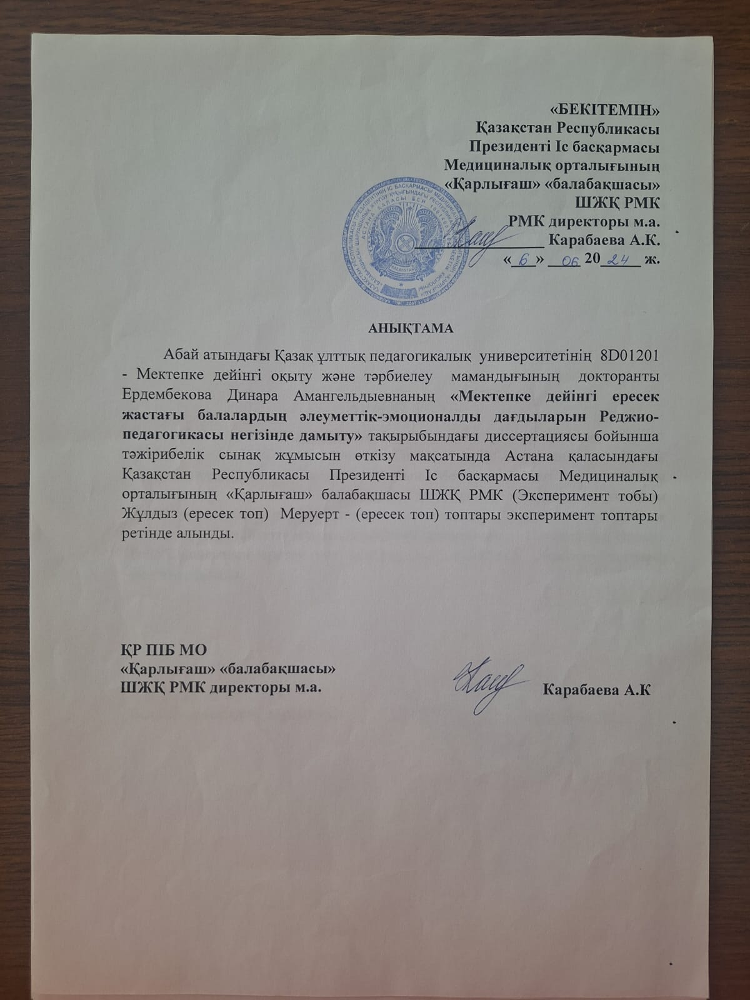 «БЕКІТЕМІН»
Қазақстан Республикасы
Президенті Іс басқармасы
Медициналық орталығының
«Қарлығаш» «балабақшасы»
ШЖҚ РМК
РМК директоры м.а.
Карабаева А.К.
«6» 06 2024 ж.
АНЫҚТАМА
Абай атындағы Қазақ ұлттық педагогикалық университетінің 8D01201
- Мектепке дейінгі оқыту және тәрбиелеу мамандығының докторанты
Ердембекова Динара Амангельдыевнаның «Мектепке дейінгі ересек
жастағы балалардың әлеуметтік-эмоционалды дағдыларын Реджио-
педагогикасы негізінде дамыту» тақырыбындағы диссертациясы бойынша
тәжірибелік сынақ жұмысын өткізу мақсатында Астана қаласындағы
Қазақстан Республикасы Президенті Іс басқармасы Медициналық
орталығының «Қарлығаш» балабақшасы ШЖҚ РМК (Эксперимент тобы)
Жұлдыз (ересек топ) Меруерт - (ересек топ) топтары эксперимент топтары
ретінде алынды.
ҚР ПІБ МО
«Қарлығаш» «балабақшасы»
ШЖҚ РМК директоры м.а.
Карабаева А.К